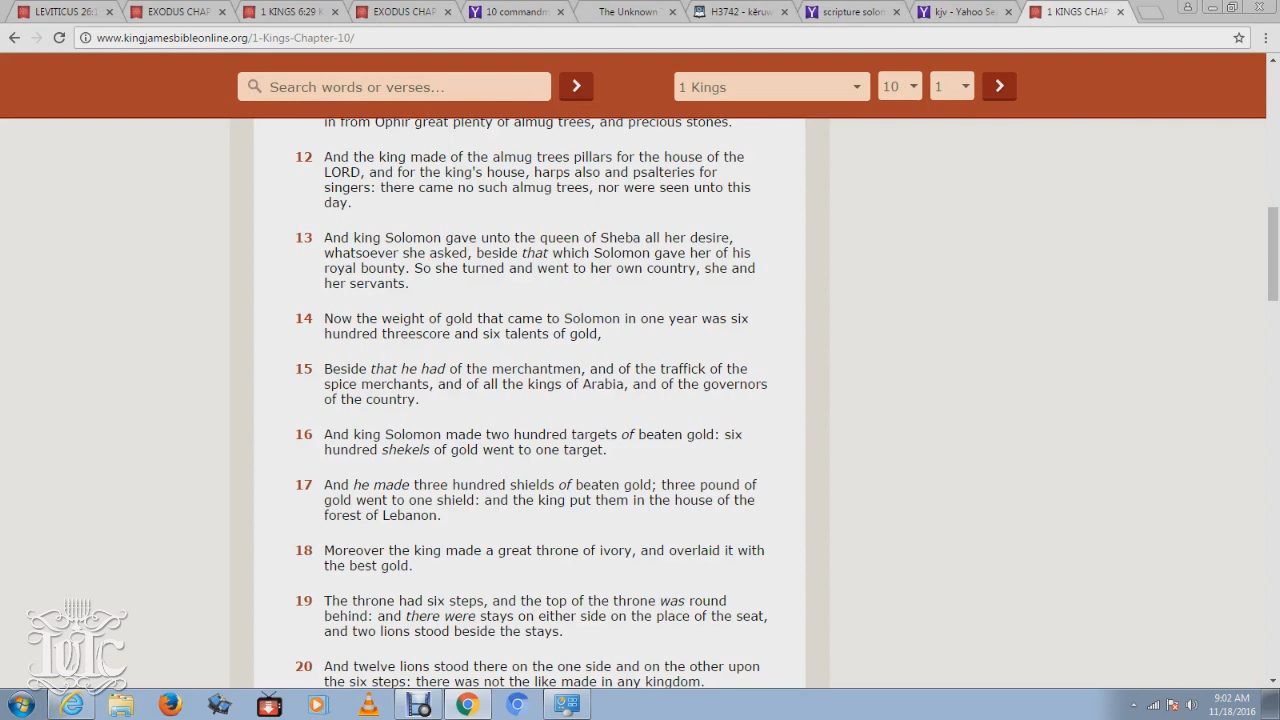 LEVITICUS 26:1
EXODUS CHAP
1 KINGS 6:29 K
EXODUS CHAP
10 commandm
The Unknown
H3742 - kĕruw
scripture solon
kjv - Yahoo Se
1 KINGS CHAP
www.kingjamesbibleonline.org/1-Kings-Chapter-10/
Search words or verses...
1 Kings
10
1
in from Ophir great plenty of almug trees, and precious stones.
12 And the king made of the almug trees pillars for the house of the
LORD, and for the king's house, harps also and psalteries for
singers: there came no such almug trees, nor were seen unto this
day.
13 And king Solomon gave unto the queen of Sheba all her desire,
whatsoever she asked, beside that which Solomon gave her of his
royal bounty. So she turned and went to her own country, she and
her servants.
14 Now the weight of gold that came to Solomon in one year was six
hundred threescore and six talents of gold,
15 Beside that he had of the merchantmen, and of the traffick of the
spice merchants, and of all the kings of Arabia, and of the governors
of the country.
16 And king Solomon made two hundred targets of beaten gold: six
hundred shekels of gold went to one target.
17 And he made three hundred shields of beaten gold; three pound of
gold went to one shield: and the king put them in the house of the
forest of Lebanon.
18 Moreover the king made a great throne of ivory, and overlaid it with
the best gold.
19 The throne had six steps, and the top of the throne was round
behind: and there were stays on either side on the place of the seat,
and two lions stood beside the stays.
20 And twelve lions stood there on the one side and on the other upon
the six steps: there was not the like made in any kingdom.
9:02 AM
11/18/2016